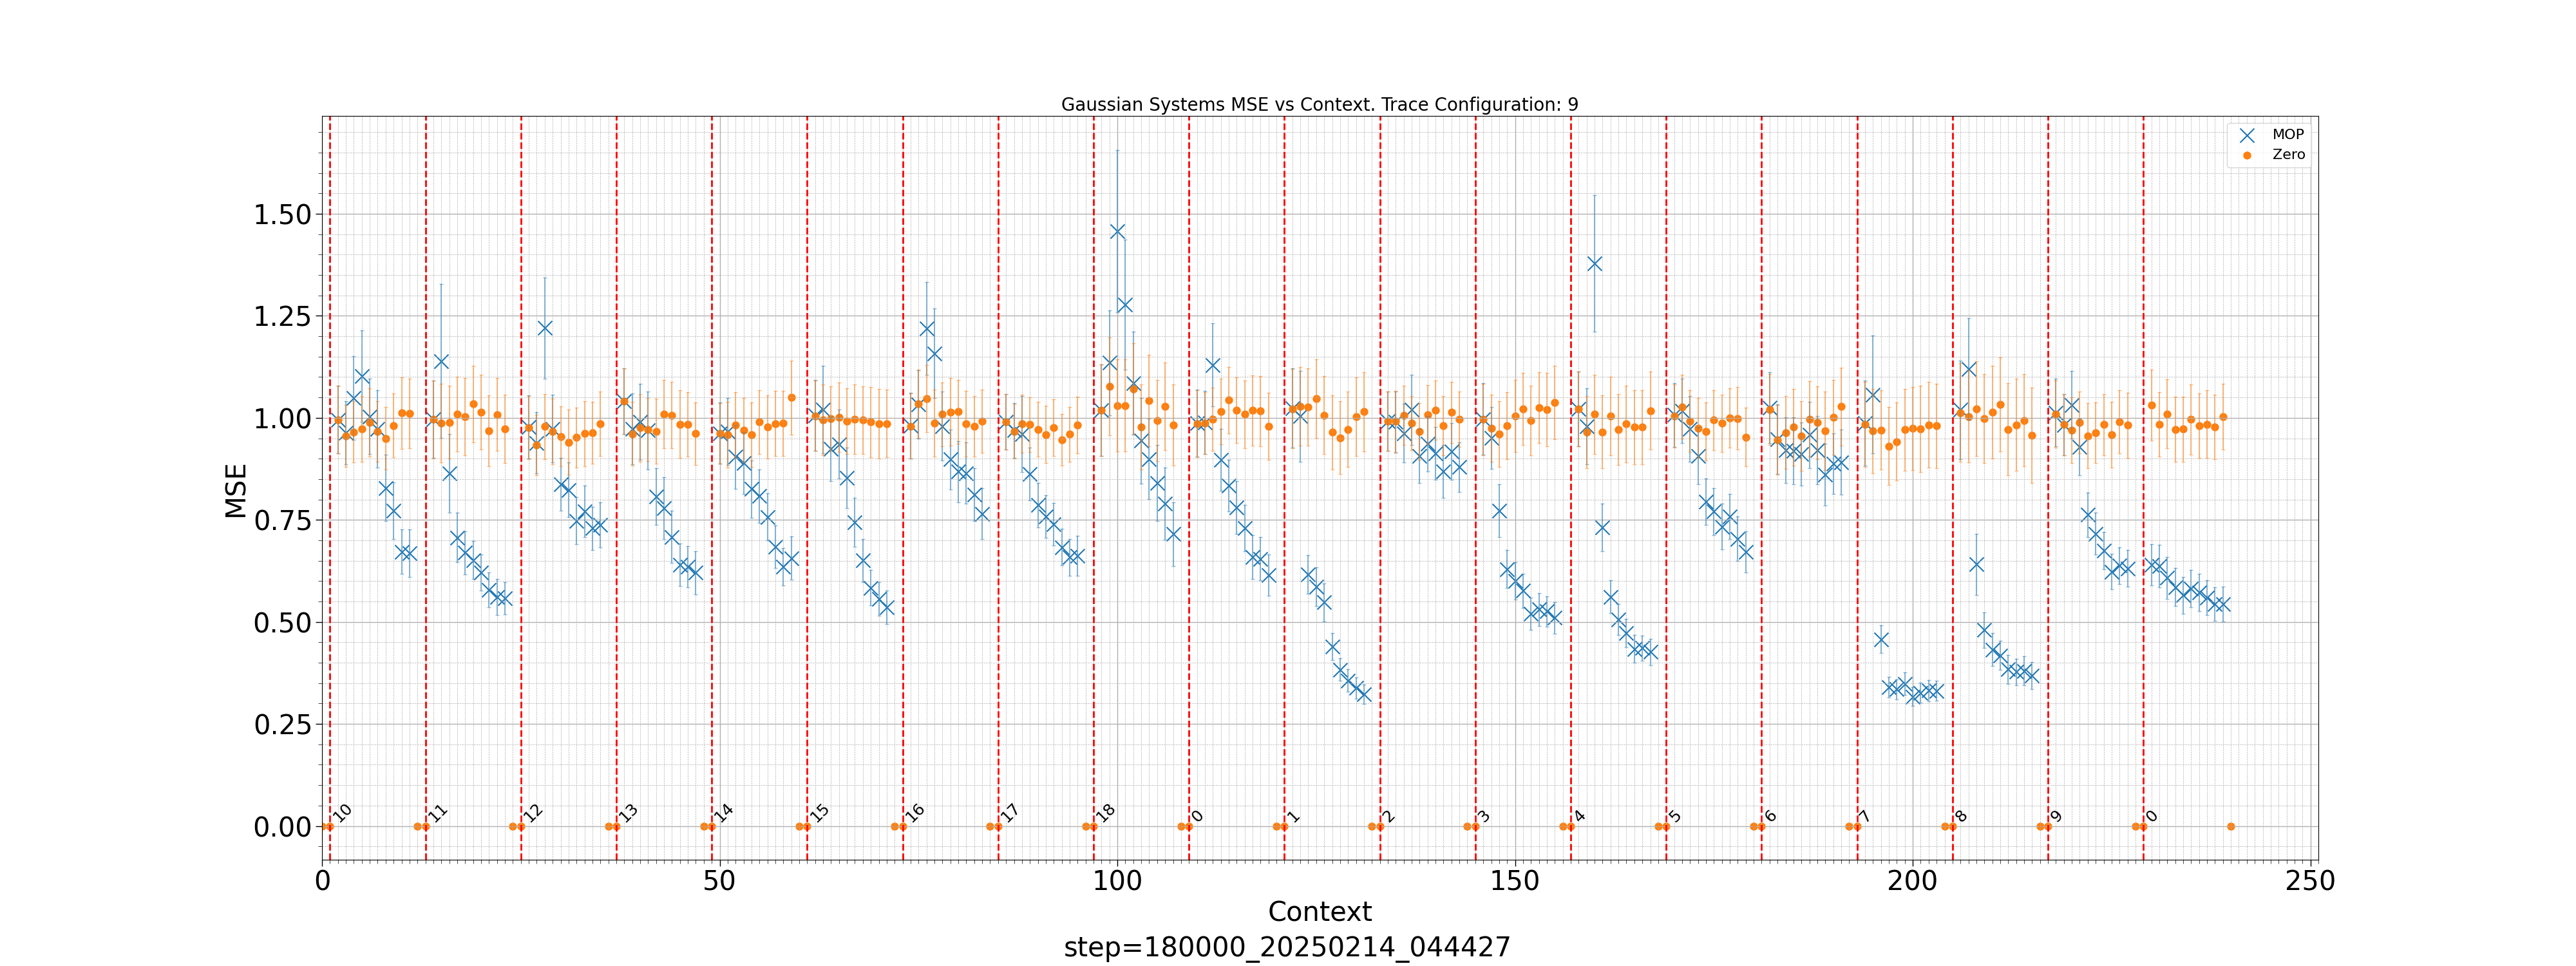 Gaussian Systems MSE vs Context. Trace Configuration: 9
MOP
Zero
MSE
1.50
1.25
1.00
0.75
0.50
0.25
0.00
10 11 12 13 14 15 16 17 18 0 1 2 3 4 5 6 7 8 9 0
0 50 100 150 200 250
Context
step=180000_20250214_044427